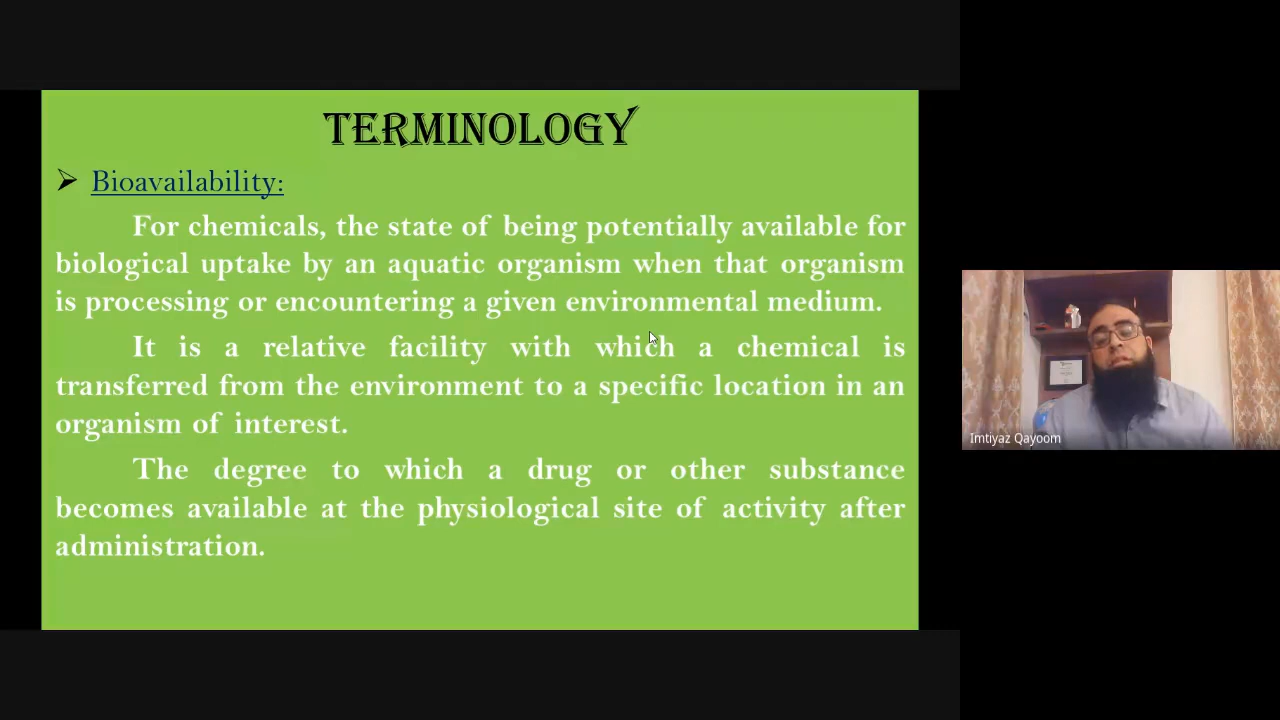 TERMINOLOGY
Bioavailability:
For chemicals, the state of being potentially available for
biological uptake by an aquatic organism when that organism
is processing or encountering a given environmental medium.
It is a relative facility with which a chemical is
transferred from the environment to a specific location in an
organism of interest.
The degree to which a drug or other substance
becomes available at the physiological site of activity after
administration.
Imtiyaz Qayoom